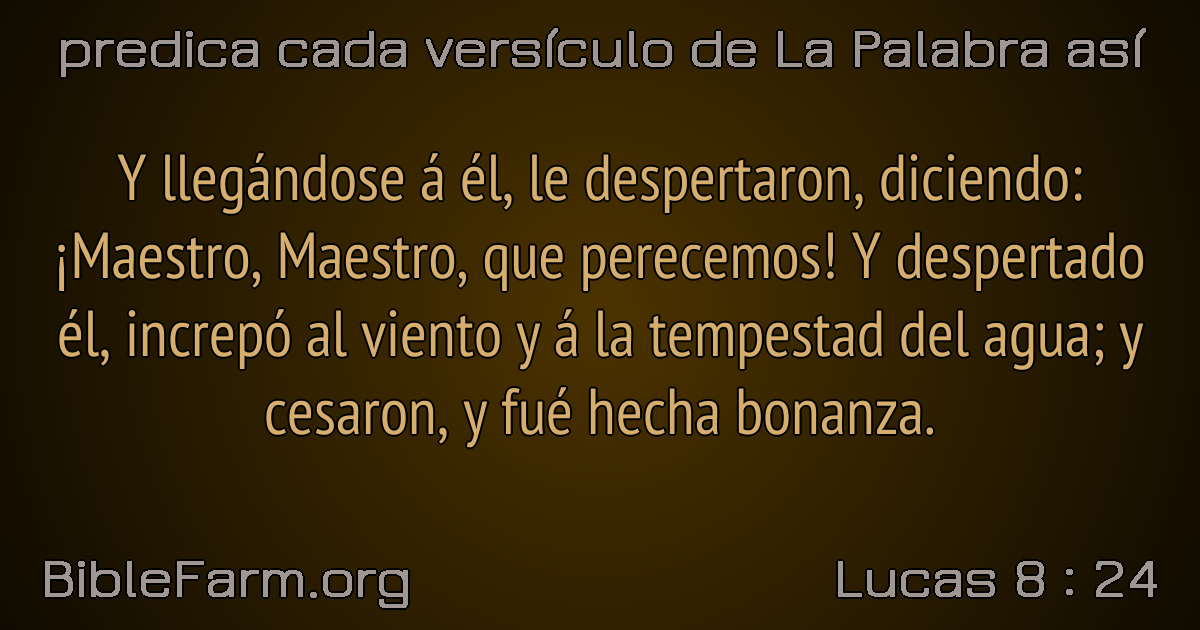 predica cada versículo de La Palabra así
Y llegándose á él, le despertaron, diciendo:
¡Maestro, Maestro, que perecemos! Y despertado
él, increpó al viento y á la tempestad del agua; y
cesaron, y fué hecha bonanza.
BibleFarm.org
Lucas 8 : 24